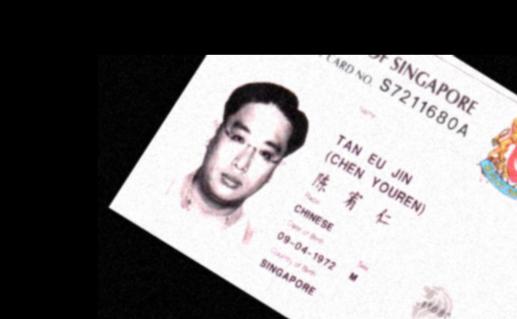 OF SINGAPORE
CARD NO. S7211680A
Name
TAN EU JIN
(CHEN YOUREN)
陈宥仁
Race
CHINESE
Date of Birth Sex
09-04-1972 M
Country of Birth
SINGAPORE